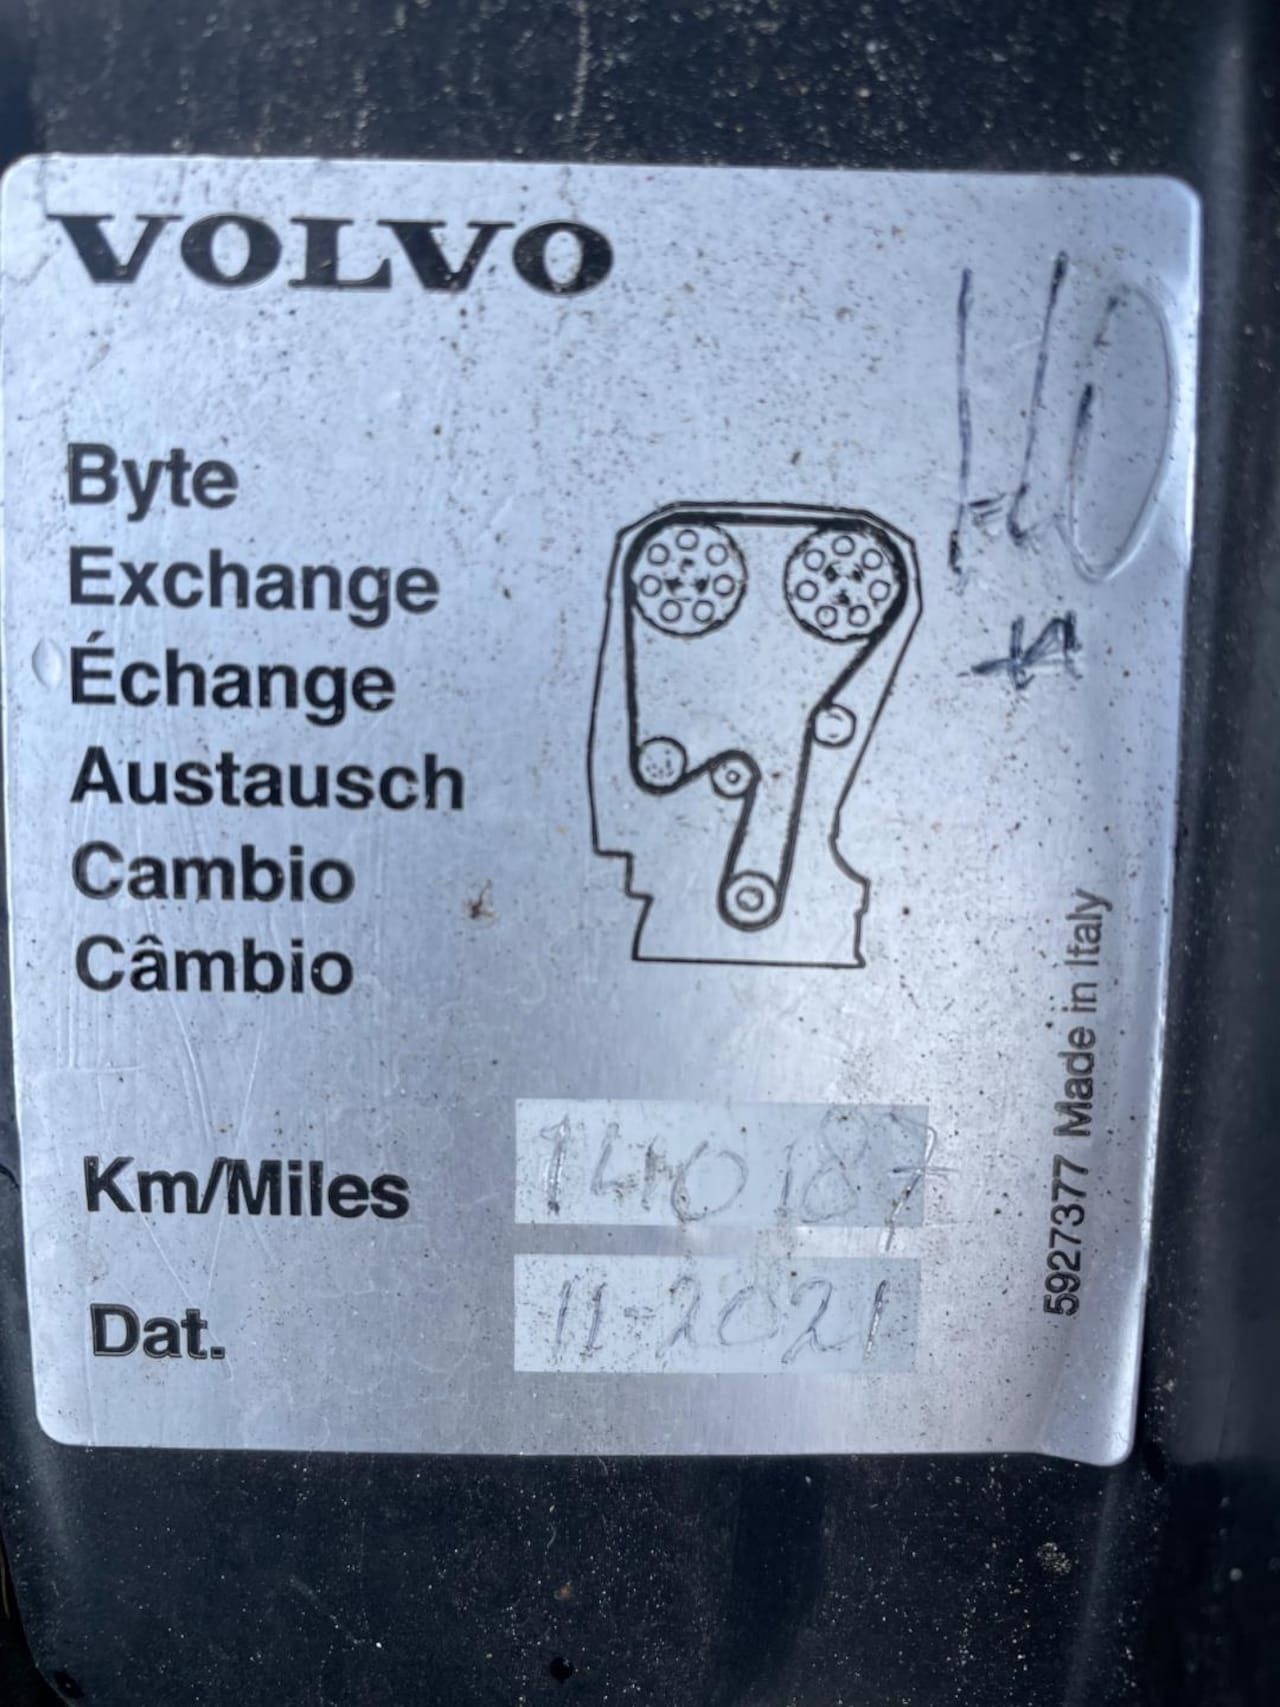 VOLVO
Byte
Exchange
Échange
Austausch
Cambio
Câmbio
Km/Miles 140187
Dat. 11-2021
5927377 Made in Italy